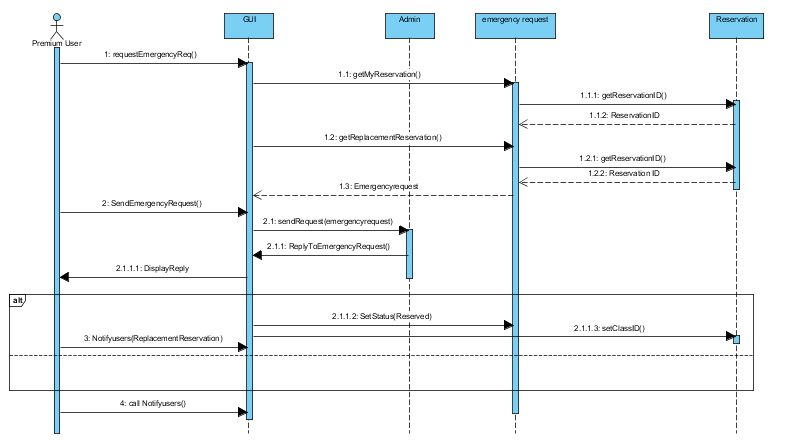 GUI
Admin
emergency request
Reservation
Premium User
1: requestEmergencyReq()
1.1: getMyReservation()
1.1.1: getReservationID()
1.1.2: ReservationID
1.2: getReplacementReservation()
1.2.1: getReservationID()
1.2.2: Reservation ID
1.3: Emergencyrequest
2: SendEmergencyRequest()
2.1: sendRequest(emergencyrequest)
2.1.1: ReplyToEmergencyRequest()
2.1.1.1: DisplayReply
alt
2.1.1.2: SetStatus(Reserved)
2.1.1.3: setClassID()
3: Notifyusers(ReplacementReservation)
4: call Notifyusers()